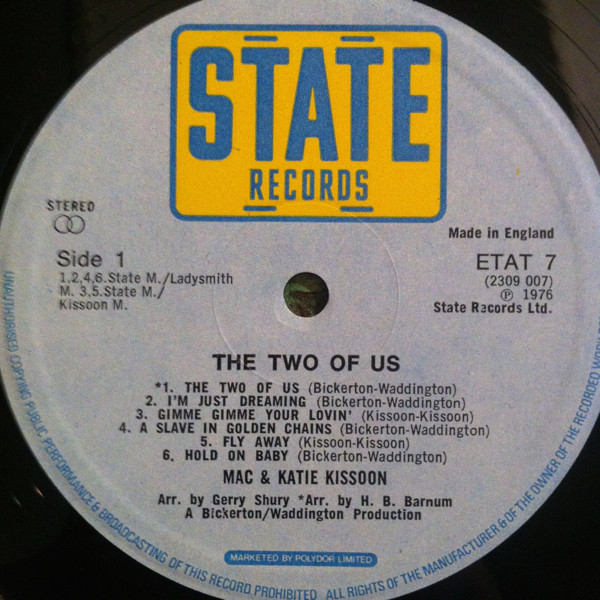 STATE
RECORDS
STEREO
Made in England
Side 1
ETAT 7
1,2,4,6.State M./Ladysmith
(2309 007)
M. 3,5.State M./
℗ 1976
Kissoon M.
State Records Ltd.
THE TWO OF US
*1. THE TWO OF US (Bickerton-Waddington)
2. I'M JUST DREAMING (Bickerton-Waddington)
3. GIMME GIMME YOUR LOVIN' (Kissoon-Kissoon)
4. A SLAVE IN GOLDEN CHAINS (Bickerton-Waddington)
5. FLY AWAY (Kissoon-Kissoon)
6. HOLD ON BABY (Bickerton-Waddington)
MAC & KATIE KISSOON
Arr. by Gerry Shury *Arr. by H. B. Barnum
A Bickerton/Waddington Production
MARKETED BY POLYDOR LIMITED
UNAUTHORISED COPYING PUBLIC PERFORMANCE & BROADCASTING OF THIS RECORD PROHIBITED ALL RIGHTS OF THE MANUFACTURER & OF THE OWNER OF THE RECORDED WORK